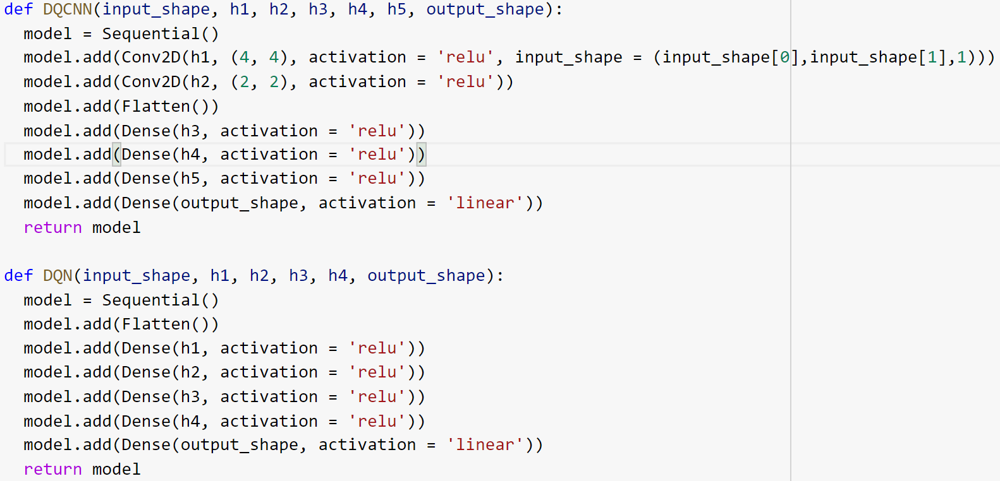 def DQCNN(input_shape, h1, h2, h3, h4, h5, output_shape):
  model = Sequential()
  model.add(Conv2D(h1, (4, 4), activation = 'relu', input_shape = (input_shape[0],input_shape[1],1)))
  model.add(Conv2D(h2, (2, 2), activation = 'relu'))
  model.add(Flatten())
  model.add(Dense(h3, activation = 'relu'))
  model.add(Dense(h4, activation = 'relu'))
  model.add(Dense(h5, activation = 'relu'))
  model.add(Dense(output_shape, activation = 'linear'))
  return model

def DQN(input_shape, h1, h2, h3, h4, output_shape):
  model = Sequential()
  model.add(Flatten())
  model.add(Dense(h1, activation = 'relu'))
  model.add(Dense(h2, activation = 'relu'))
  model.add(Dense(h3, activation = 'relu'))
  model.add(Dense(h4, activation = 'relu'))
  model.add(Dense(output_shape, activation = 'linear'))
  return model